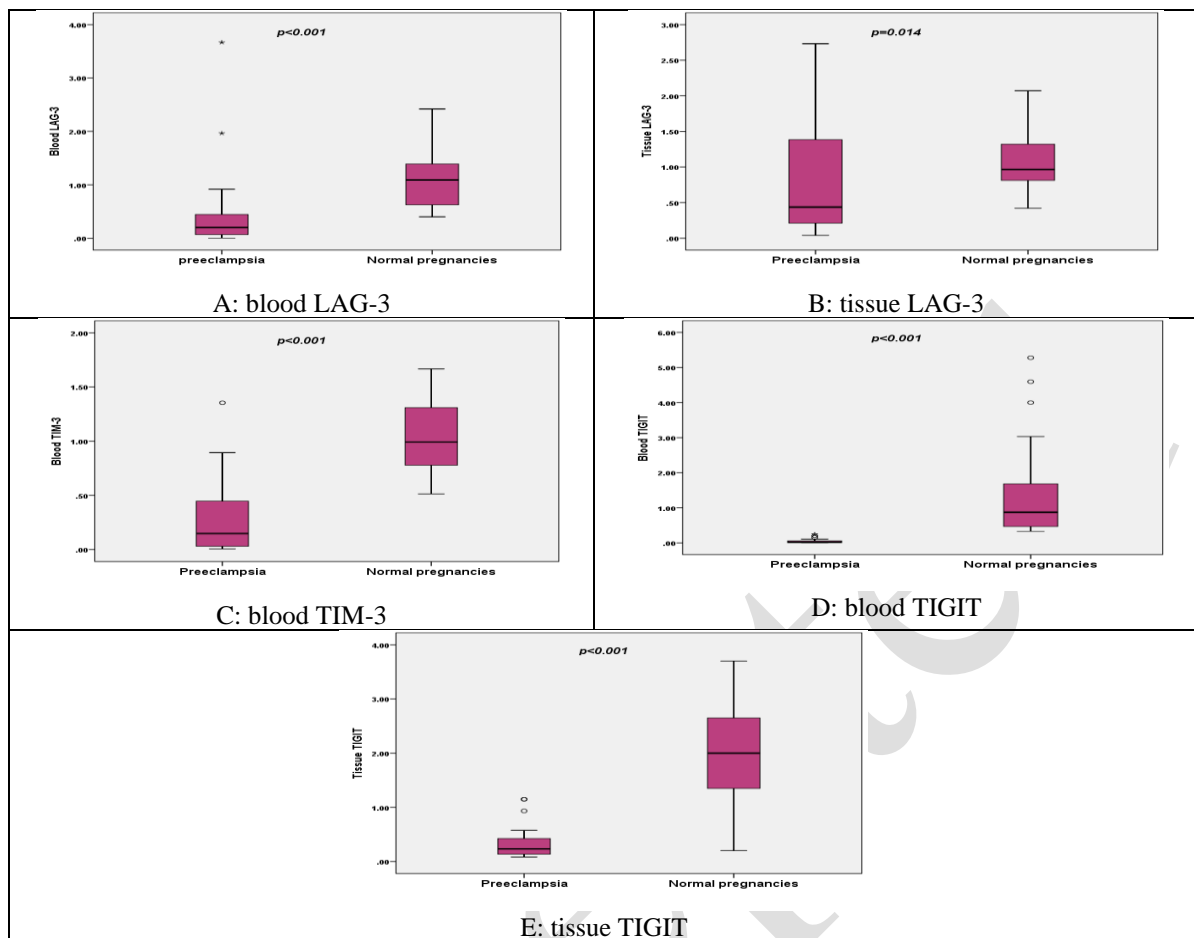 4.00
p<0.001
3.00
2.00
1.00
.00
Blood LAG-3
preeclampsia Normal pregnancies
A: blood LAG-3
3.00
p=0.014
2.50
2.00
1.50
1.00
.50
.00
Tissue LAG-3
Preeclampsia Normal pregnancies
B: tissue LAG-3
2.00
p<0.001
1.50
1.00
.50
.00
Blood TIM-3
Preeclampsia Normal pregnancies
C: blood TIM-3
6.00
p<0.001
5.00
4.00
3.00
2.00
1.00
.00
Blood TIGIT
Preeclampsia Normal pregnancies
D: blood TIGIT
4.00
p<0.001
3.00
2.00
1.00
.00
Tissue TIGIT
Preeclampsia Normal pregnancies
E: tissue TIGIT